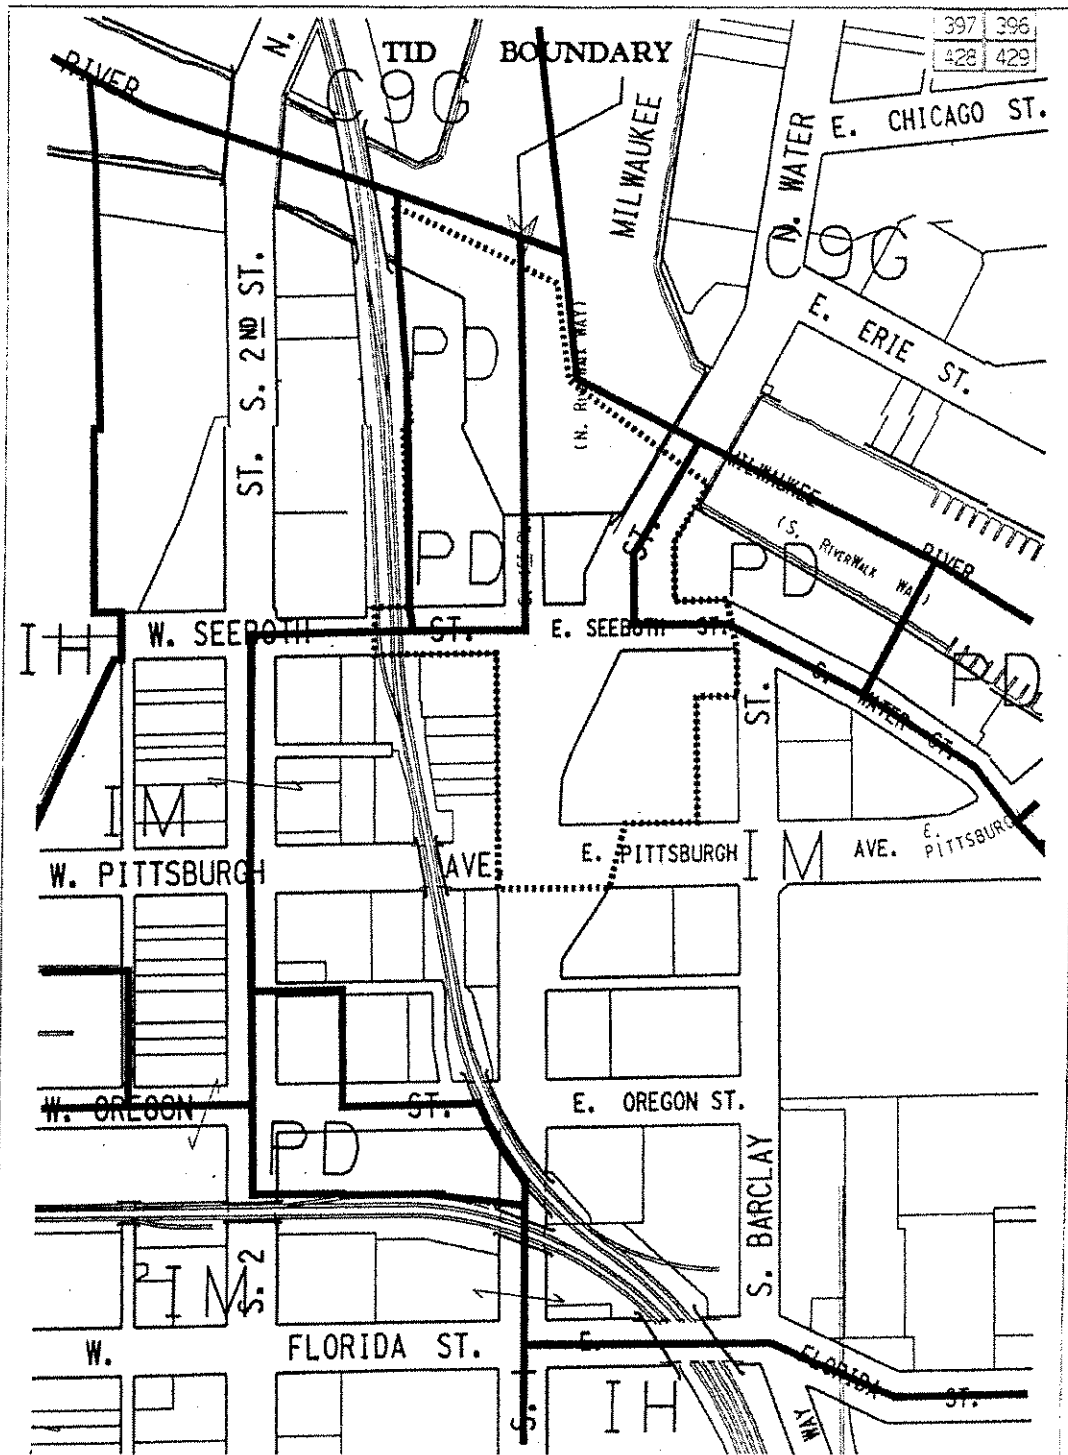 TID BOUNDARY
397 396
428 429
N.
RIVER
C9G
MILWAUKEE
N. WATER
E. CHICAGO ST.
C9G
ST. S. 2ND ST.
PD
E. ERIE ST.
MILWAUKEE RIVER
(S. RIVERWALK WAY)
ST.
PD
PD
PD
IH
W. SEEBOTH ST.
E. SEEBOTH ST.
S. WATER ST.
ST.
IM
W. PITTSBURGH AVE
E. PITTSBURGH
IM
AVE.
E. PITTSBURGH
W. OREGON ST.
E. OREGON ST.
PD
S. BARCLAY
IM
S. 2
W. FLORIDA ST.
E. FLORIDA ST.
S. 1
IH
WAY